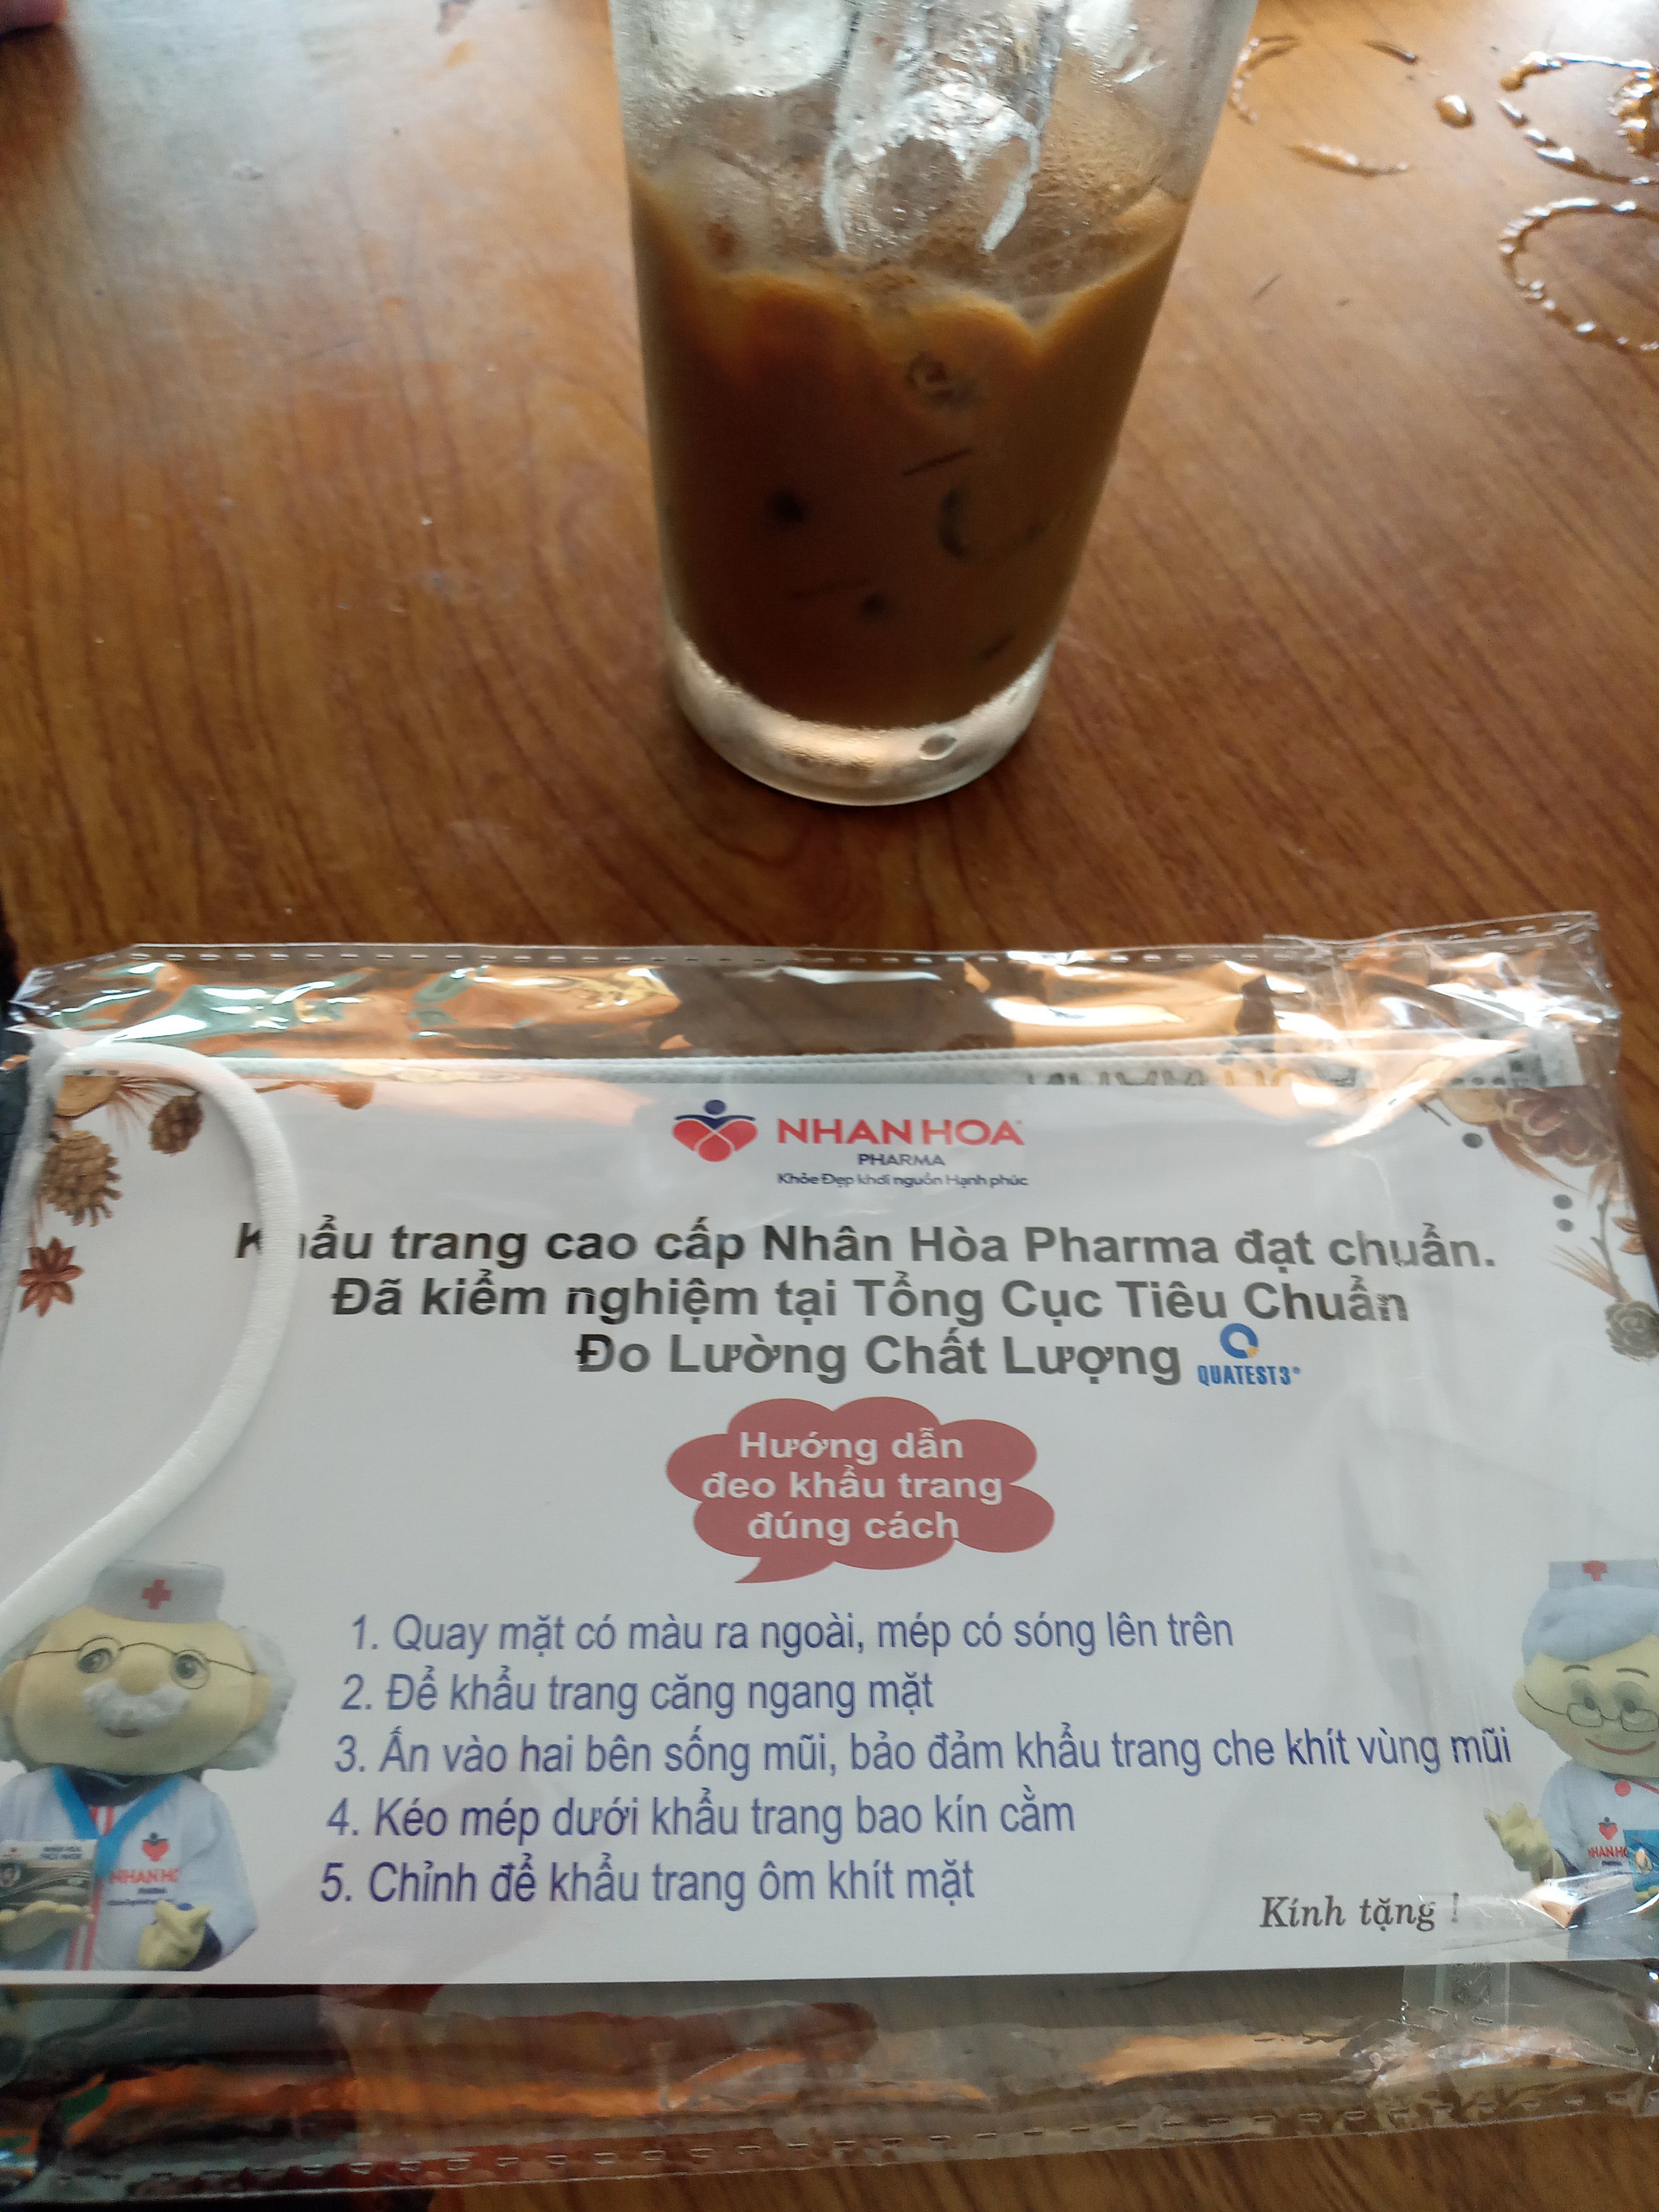 NHAN HOA
PHARMA
Khỏe Đẹp khởi nguồn Hạnh phúc
Khẩu trang cao cấp Nhân Hòa Pharma đạt chuẩn.
Đã kiểm nghiệm tại Tổng Cục Tiêu Chuẩn
Đo Lường Chất Lượng QUATEST3®
Hướng dẫn
đeo khẩu trang
đúng cách
1. Quay mặt có màu ra ngoài, mép có sóng lên trên
2. Để khẩu trang căng ngang mặt
3. Ấn vào hai bên sống mũi, bảo đảm khẩu trang che khít vùng mũi
4. Kéo mép dưới khẩu trang bao kín cằm
5. Chỉnh để khẩu trang ôm khít mặt
Kính tặng !